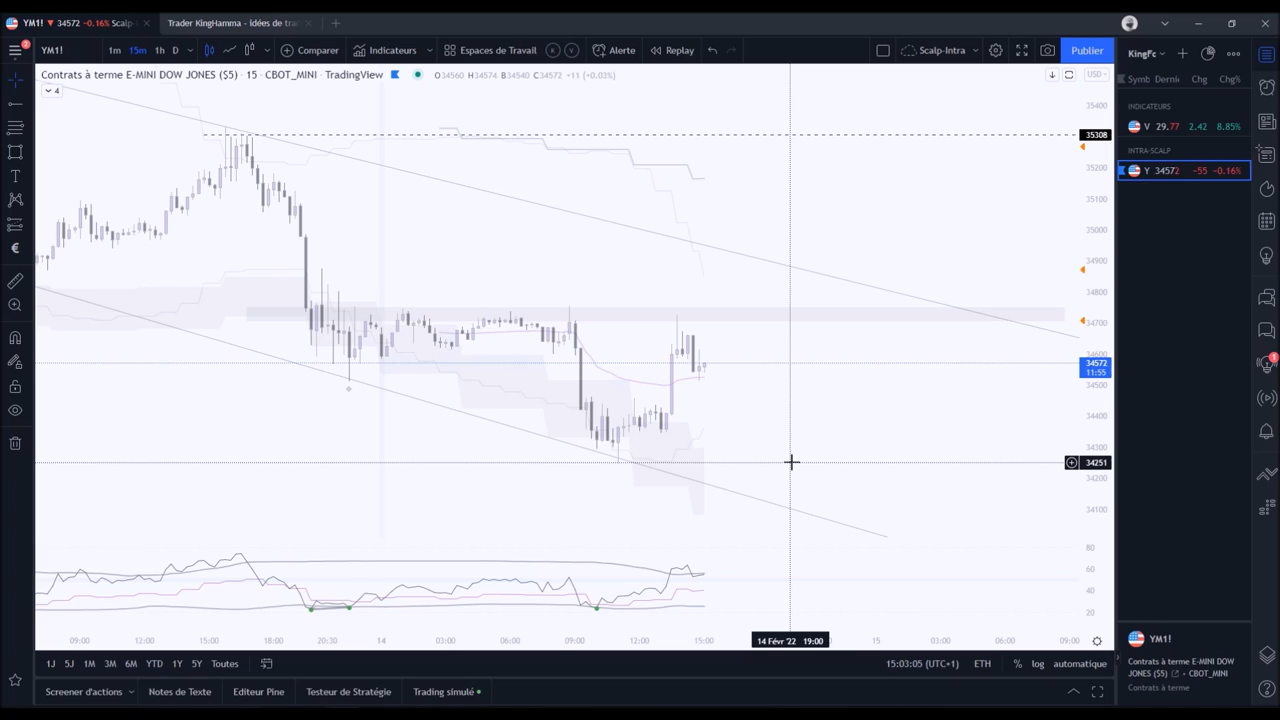 YM1! ▼ 34572 −0.16% Scalp
Trader KingHamma - idées de tra
2
YM1!
1m 15m 1h D
Comparer
Indicateurs
Espaces de Travail
Alerte
Replay
Scalp-Intra
Publier
KingFc
Contrats à terme E-MINI DOW JONES ($5) · 15 · CBOT_MINI · TradingView
O34560 H34574 B34540 C34572 +11 (+0.03%)
USD
4
Symb Derniè Chg Chg%
INDICATEURS
V 29.77 2.42 8.85%
INTRA-SCALP
Y 34572 −55 −0.16%
35400
35308
35200
35100
35000
34900
34800
34700
34600
34572
11:55
34500
34400
34300
34251
34200
34100
80
60
40
20
1
09:00 12:00 15:00 18:00 20:30 14 03:00 06:00 09:00 12:00 15:00 14 Févr '22 19:00 15 03:00 06:00 09:00
1J 5J 1M 3M 6M YTD 1Y 5Y Toutes
15:03:05 (UTC+1) ETH % log automatique
Screener d'actions
Notes de Texte
Editeur Pine
Testeur de Stratégie
Trading simulé
YM1!
Contrats à terme E-MINI DOW
JONES ($5) • CBOT_MINI
Contrats à terme